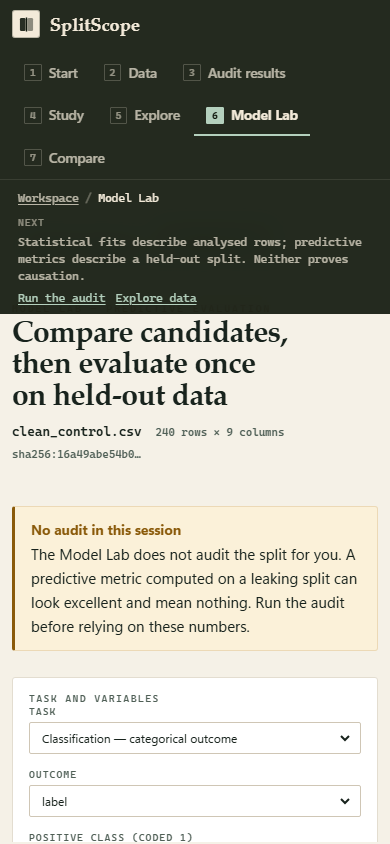 SplitScope
1 Start 2 Data 3 Audit results
4 Study 5 Explore 6 Model Lab
7 Compare
Workspace / Model Lab
NEXT
Statistical fits describe analysed rows; predictive
metrics describe a held-out split. Neither proves
causation.
Run the audit Explore data
Compare candidates,
then evaluate once
on held-out data
clean_control.csv 240 rows × 9 columns
sha256:16a49abe54b0…
No audit in this session
The Model Lab does not audit the split for you. A
predictive metric computed on a leaking split can
look excellent and mean nothing. Run the audit
before relying on these numbers.
TASK AND VARIABLES
TASK
Classification — categorical outcome
OUTCOME
label
POSITIVE CLASS (CODED 1)